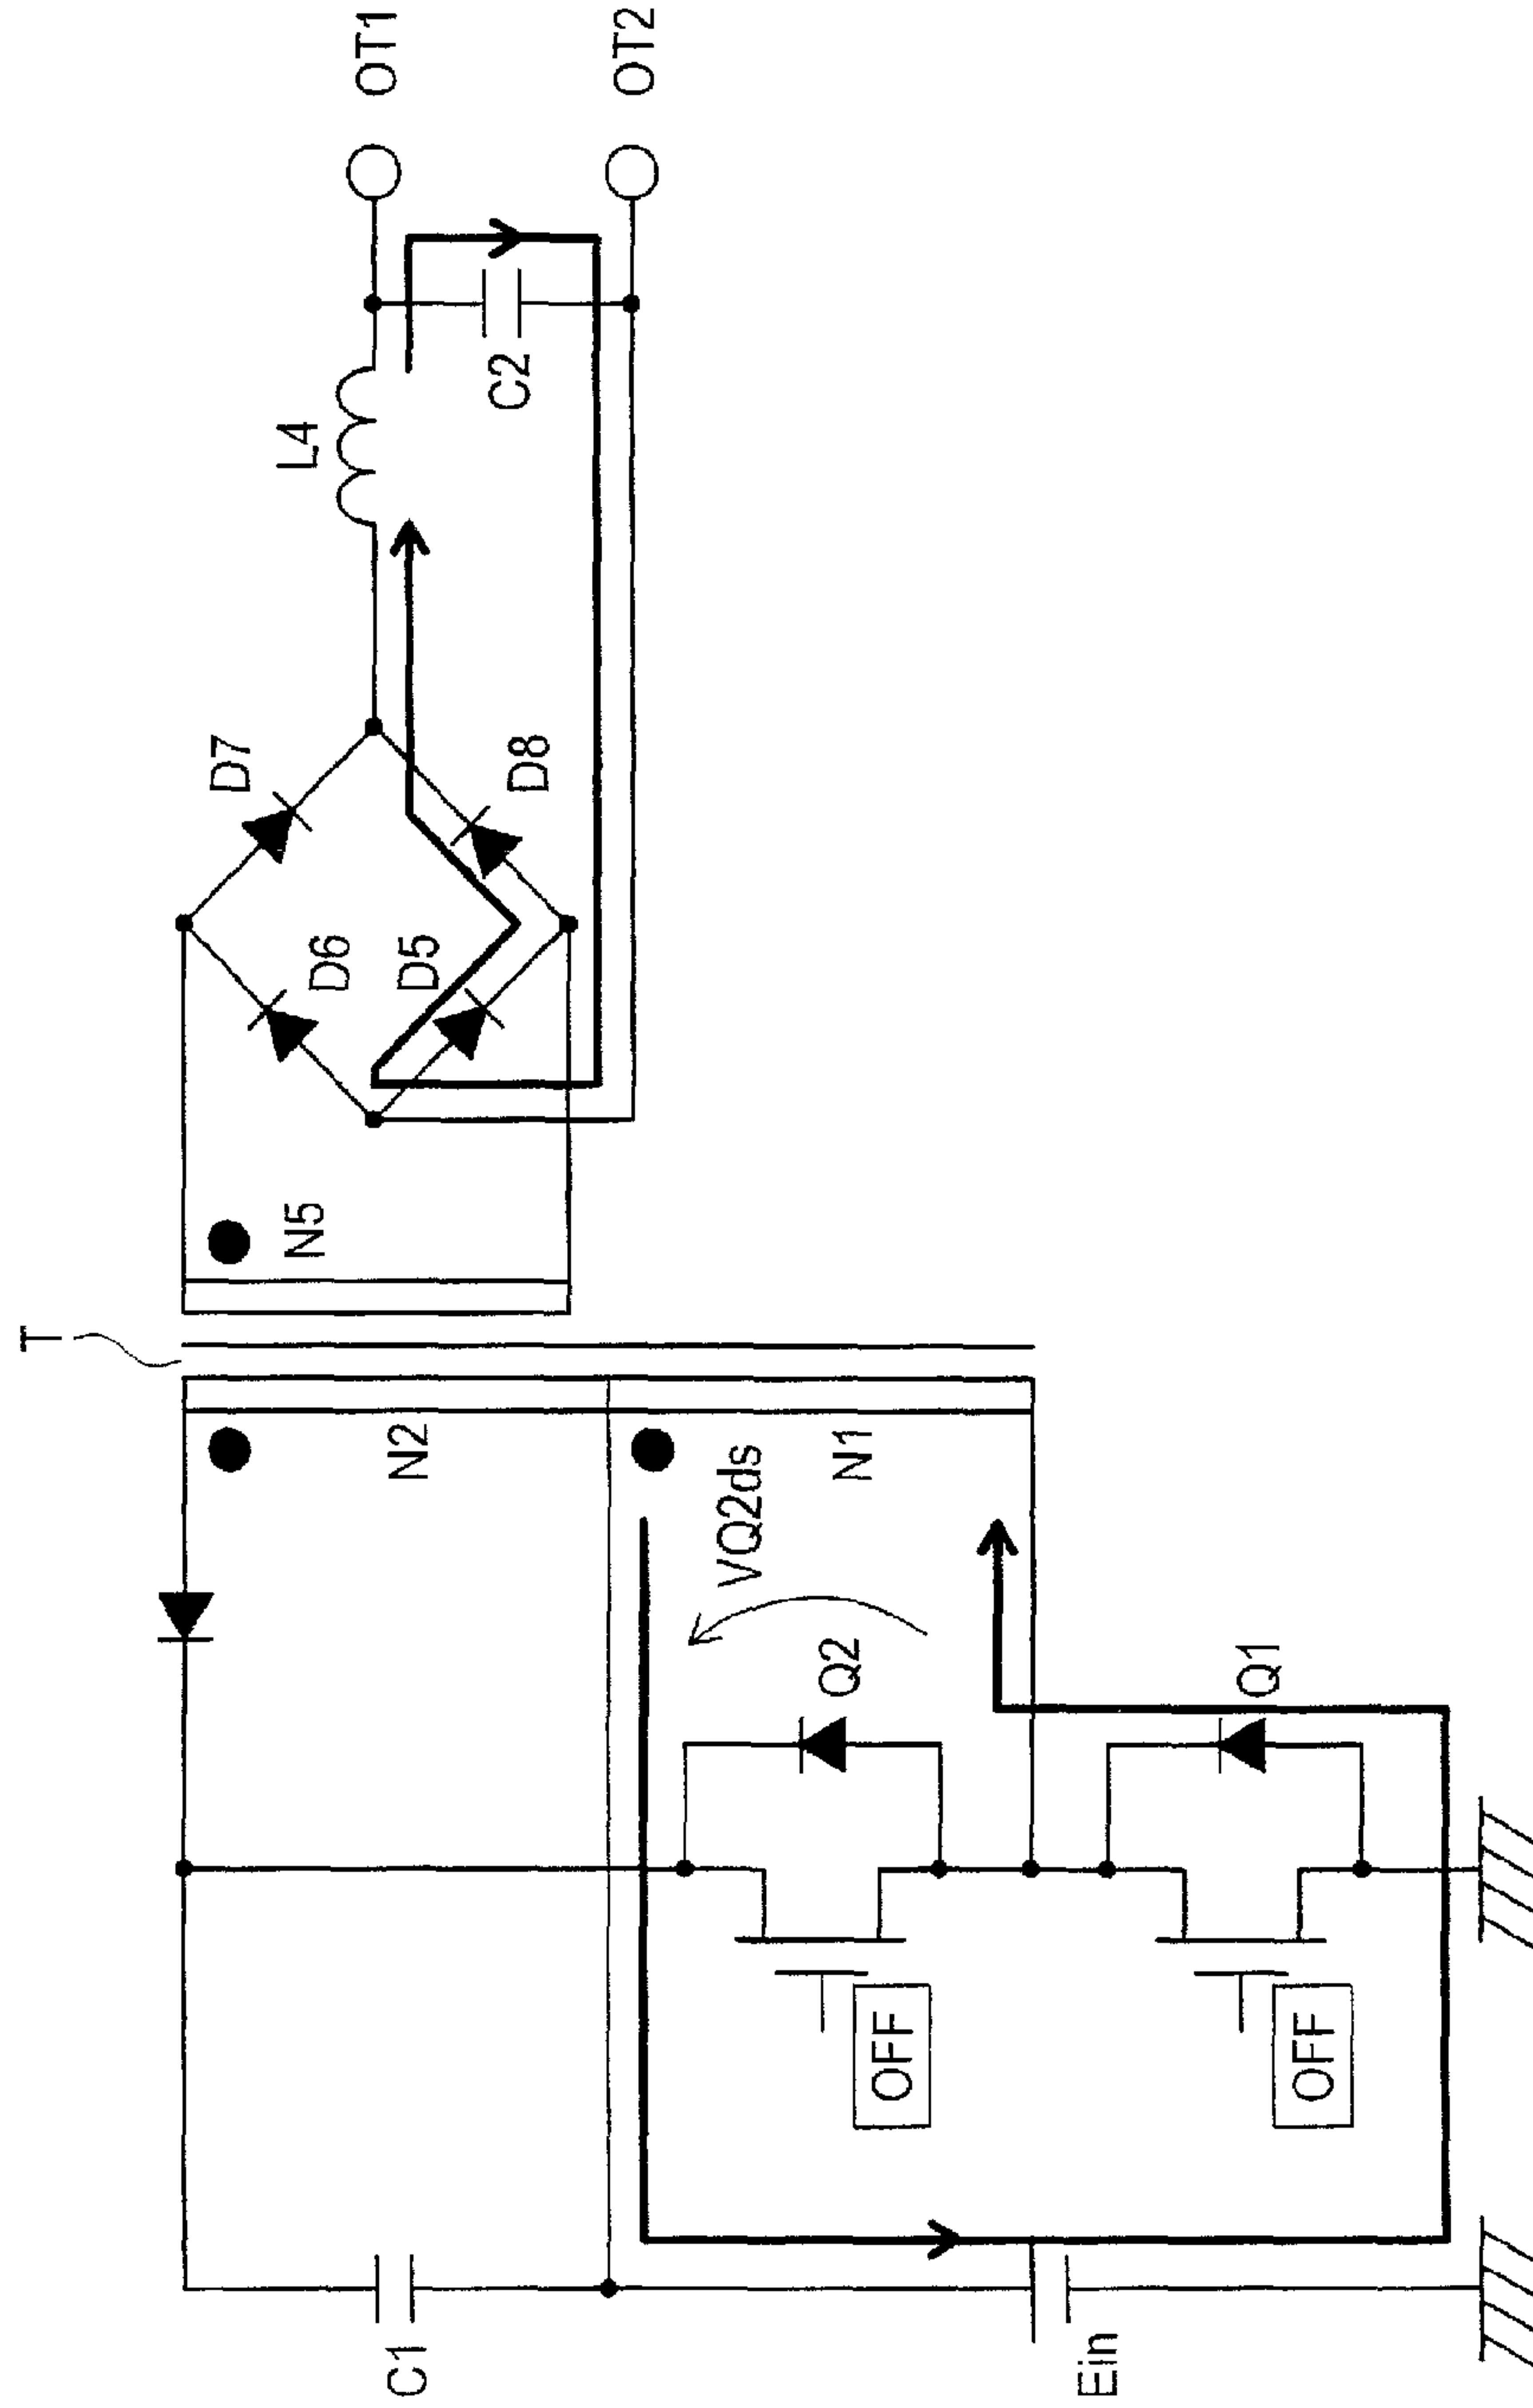 T
C1
N2
N5
D6
D7
L4
OT1
D5
D8
C2
OT2
VQ2ds
Q2
N1
OFF
Ein
Q1
OFF